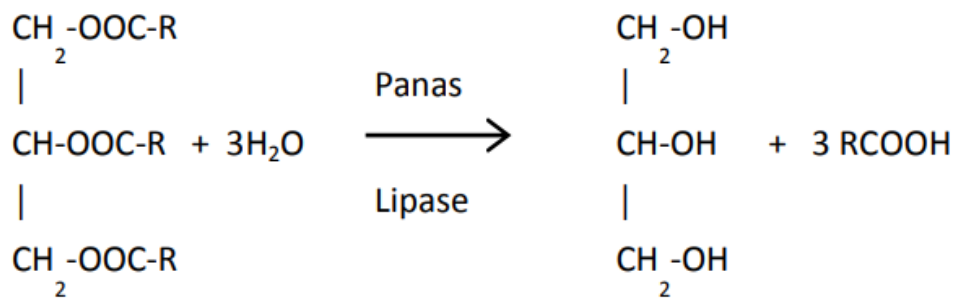 CH₂-OOC-R CH₂-OH
| Panas |
CH-OOC-R + 3H₂O → CH-OH + 3 RCOOH
| Lipase |
CH₂-OOC-R CH₂-OH